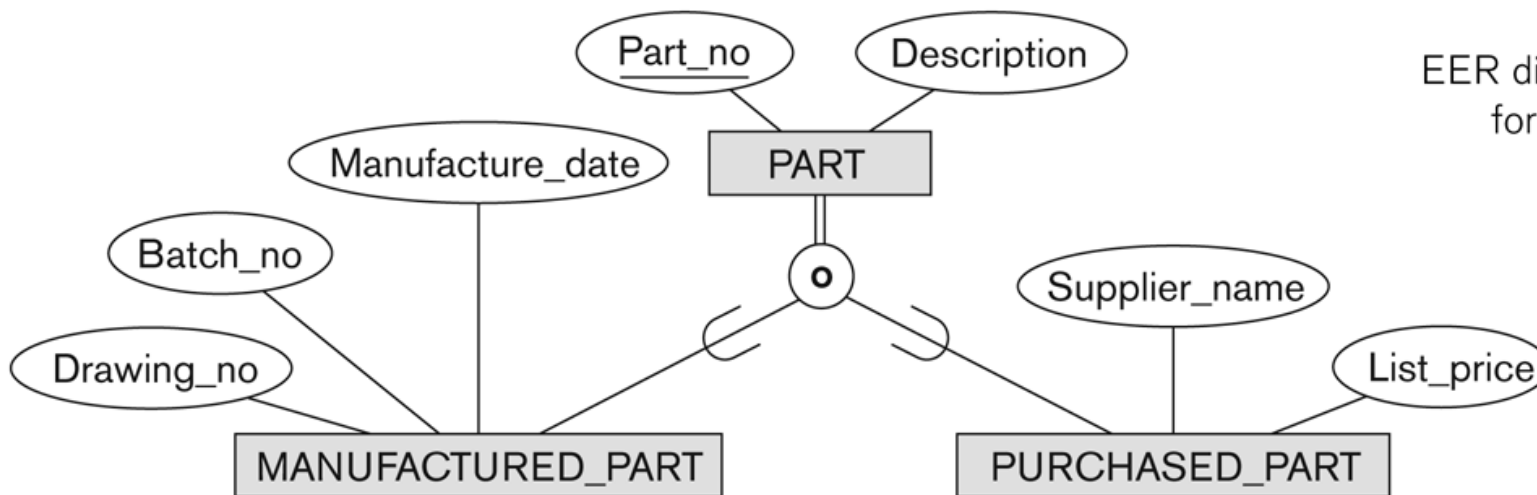 Part_no
Description
EER di
for
Manufacture_date
PART
Batch_no
o
Supplier_name
Drawing_no
List_price
MANUFACTURED_PART
PURCHASED_PART